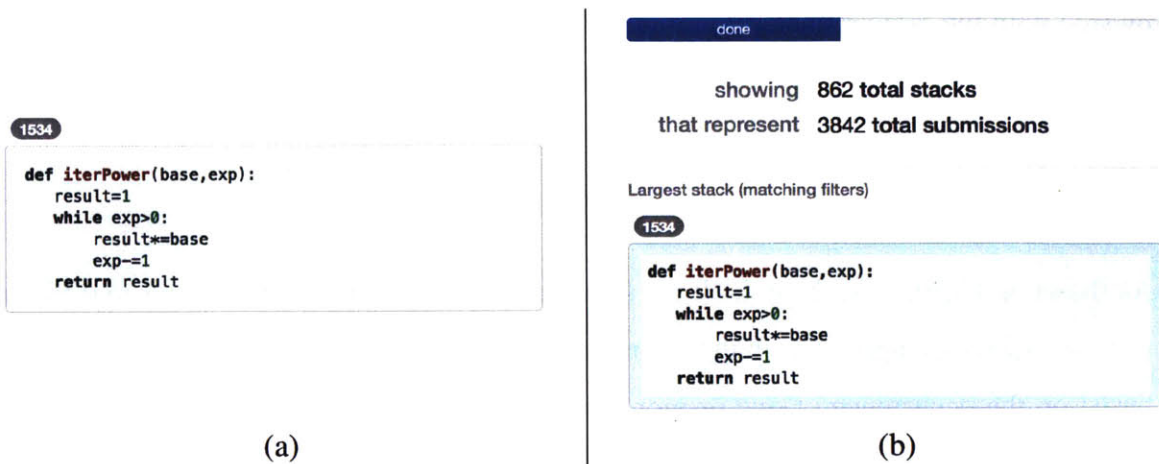 1534
def iterPower(base,exp):
result=1
while exp>0:
result*=base
exp-=1
return result
(a)
done
showing 862 total stacks
that represent 3842 total submissions
Largest stack (matching filters)
1534
def iterPower(base,exp):
result=1
while exp>0:
result*=base
exp-=1
return result
(b)